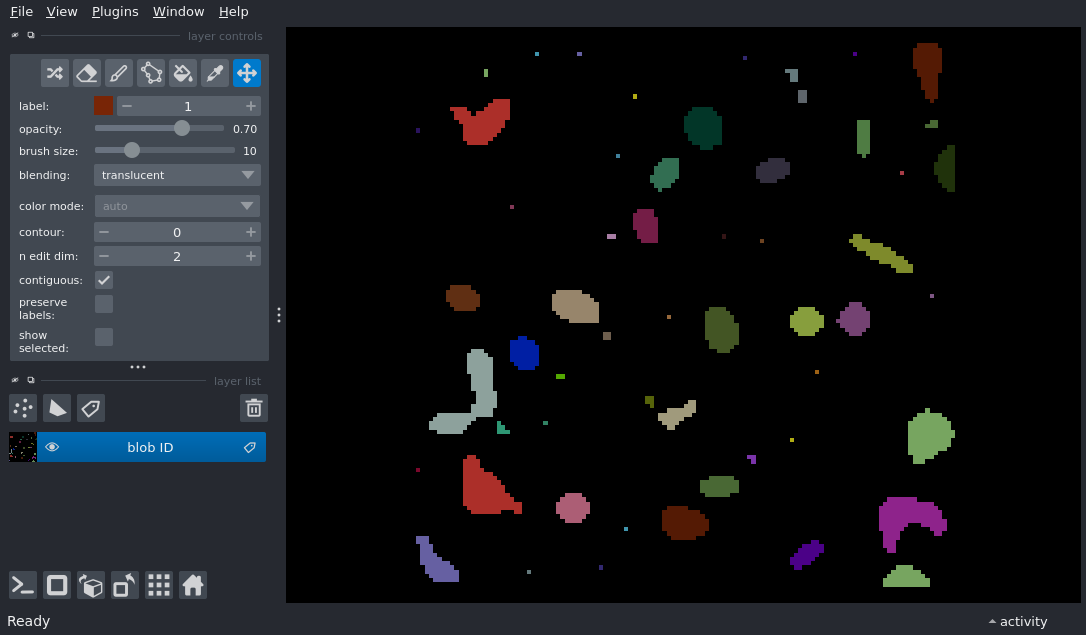 File View Plugins Window Help
layer controls
label: 1
opacity: 0.70
brush size: 10
blending: translucent
color mode: auto
contour: 0
n edit dim: 2
contiguous:
preserve
labels:
show
selected:
layer list
blob ID
Ready
activity